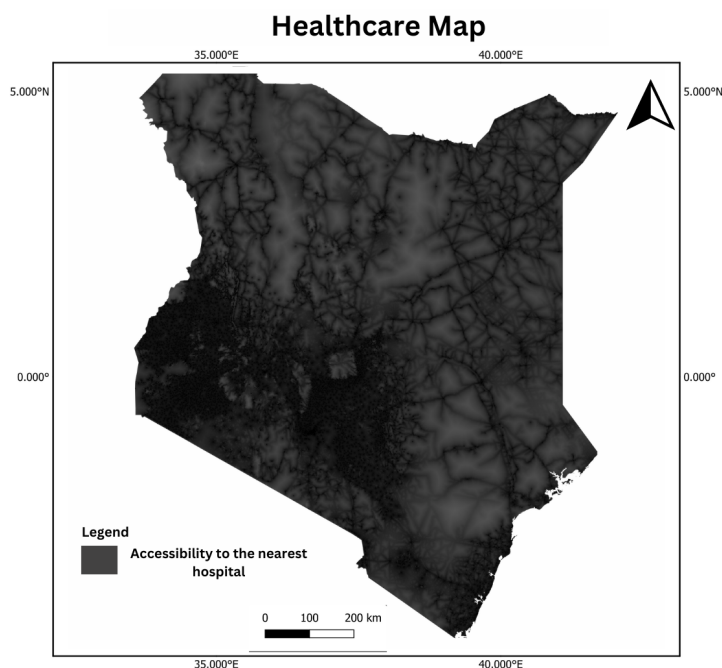 Healthcare Map
35.000°E 40.000°E
5.000°N 5.000°N
0.000° 0.000°
Legend
Accessibility to the nearest
hospital
0 100 200 km
35.000°E 40.000°E